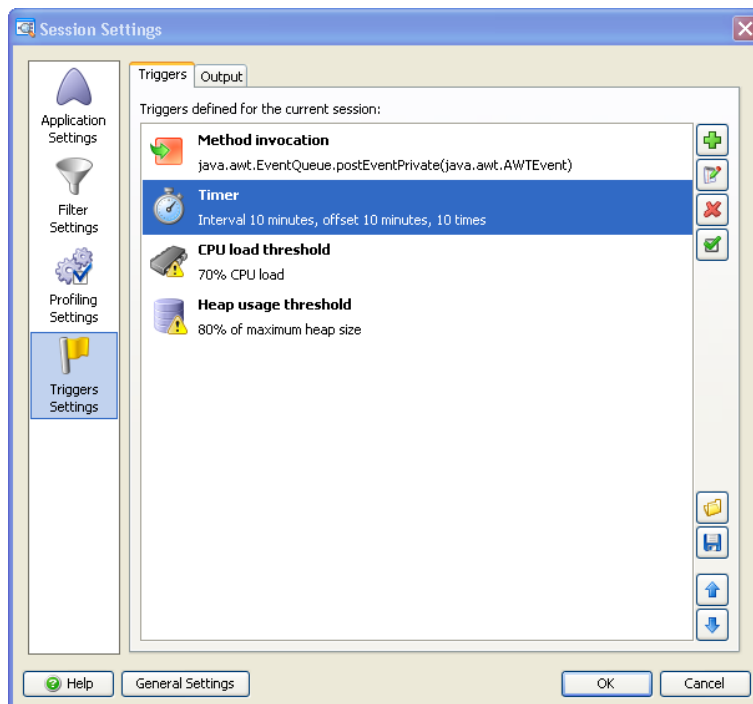 Session Settings
Application
Settings
Filter
Settings
Profiling
Settings
Triggers
Settings
Triggers
Output
Triggers defined for the current session:
Method invocation
java.awt.EventQueue.postEventPrivate(java.awt.AWTEvent)
Timer
Interval 10 minutes, offset 10 minutes, 10 times
CPU load threshold
70% CPU load
Heap usage threshold
80% of maximum heap size
Help
General Settings
OK
Cancel